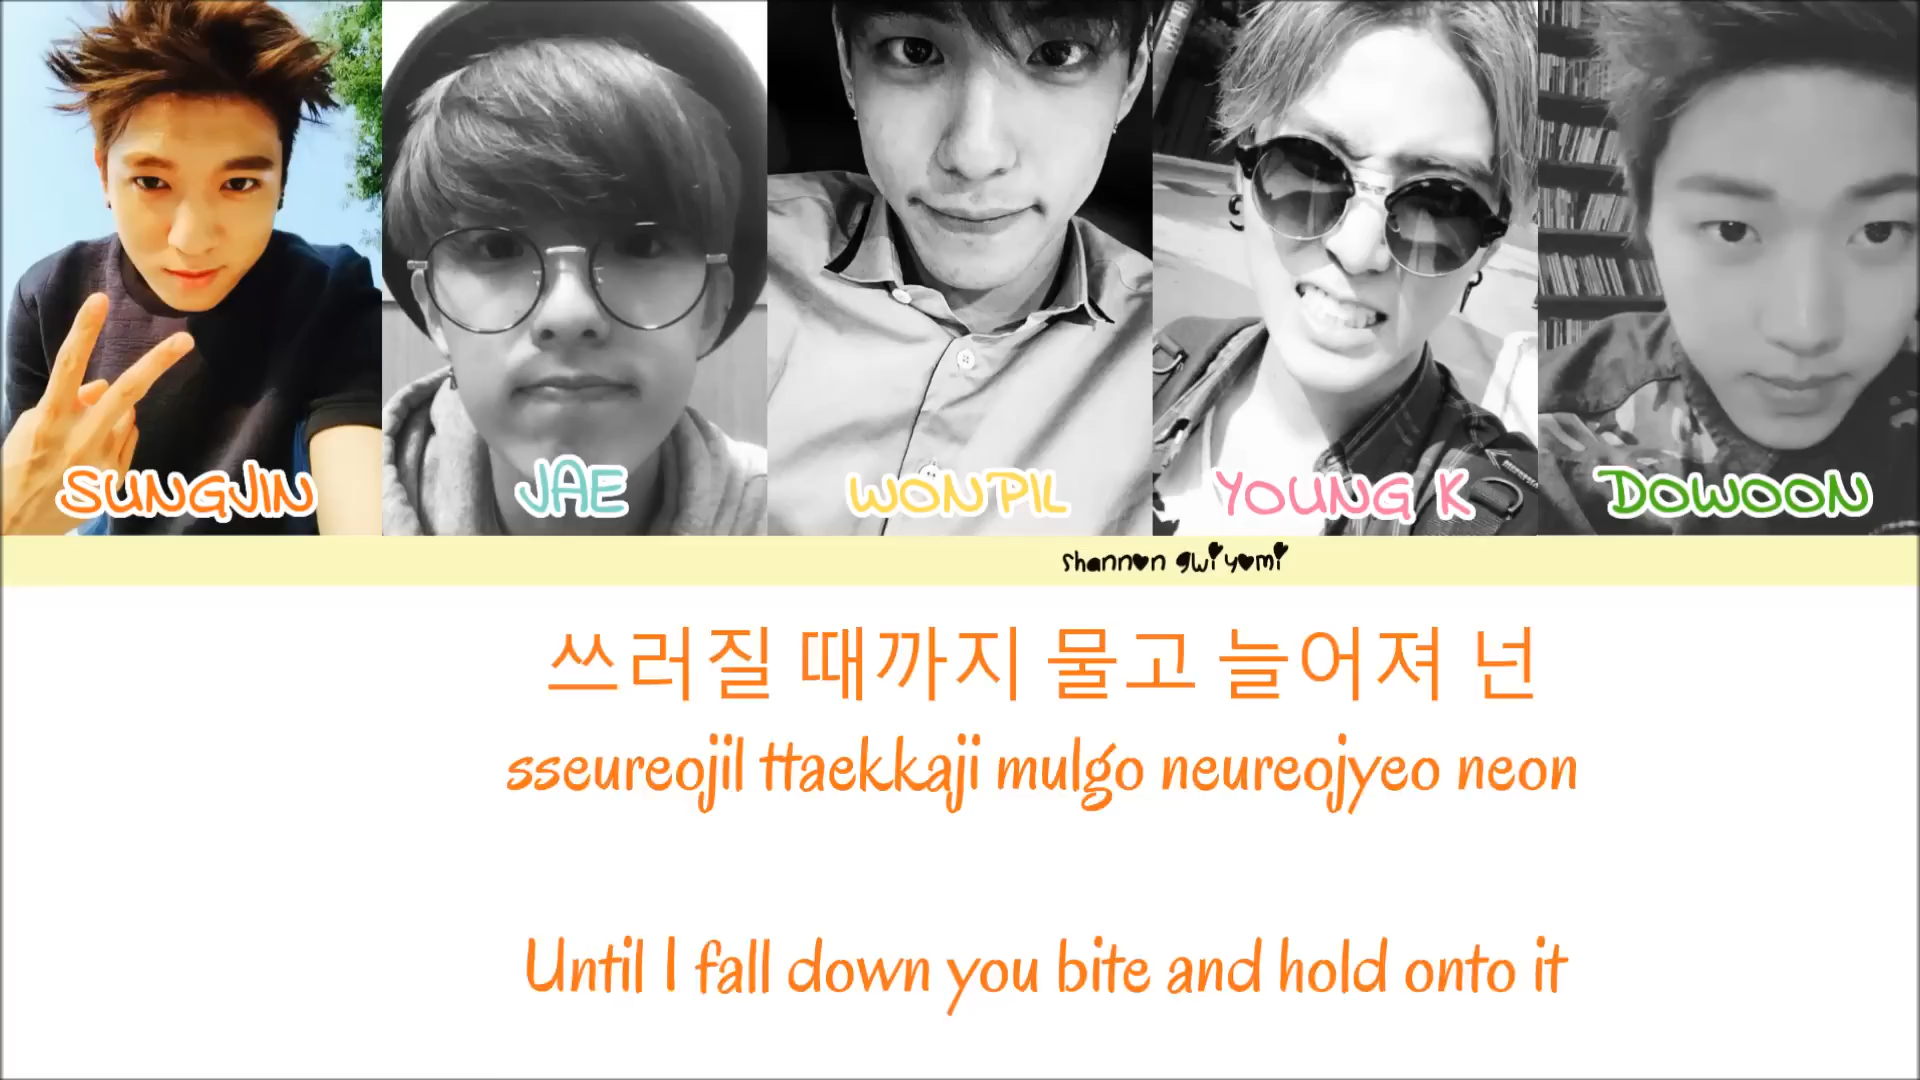 SUNGJIN JAE WONPIL YOUNG K DOWOON
shannon gwiyomi
쓰러질 때까지 물고 늘어져 넌
sseureojil ttaekkaji mulgo neureojyeo neon
Until I fall down you bite and hold onto it